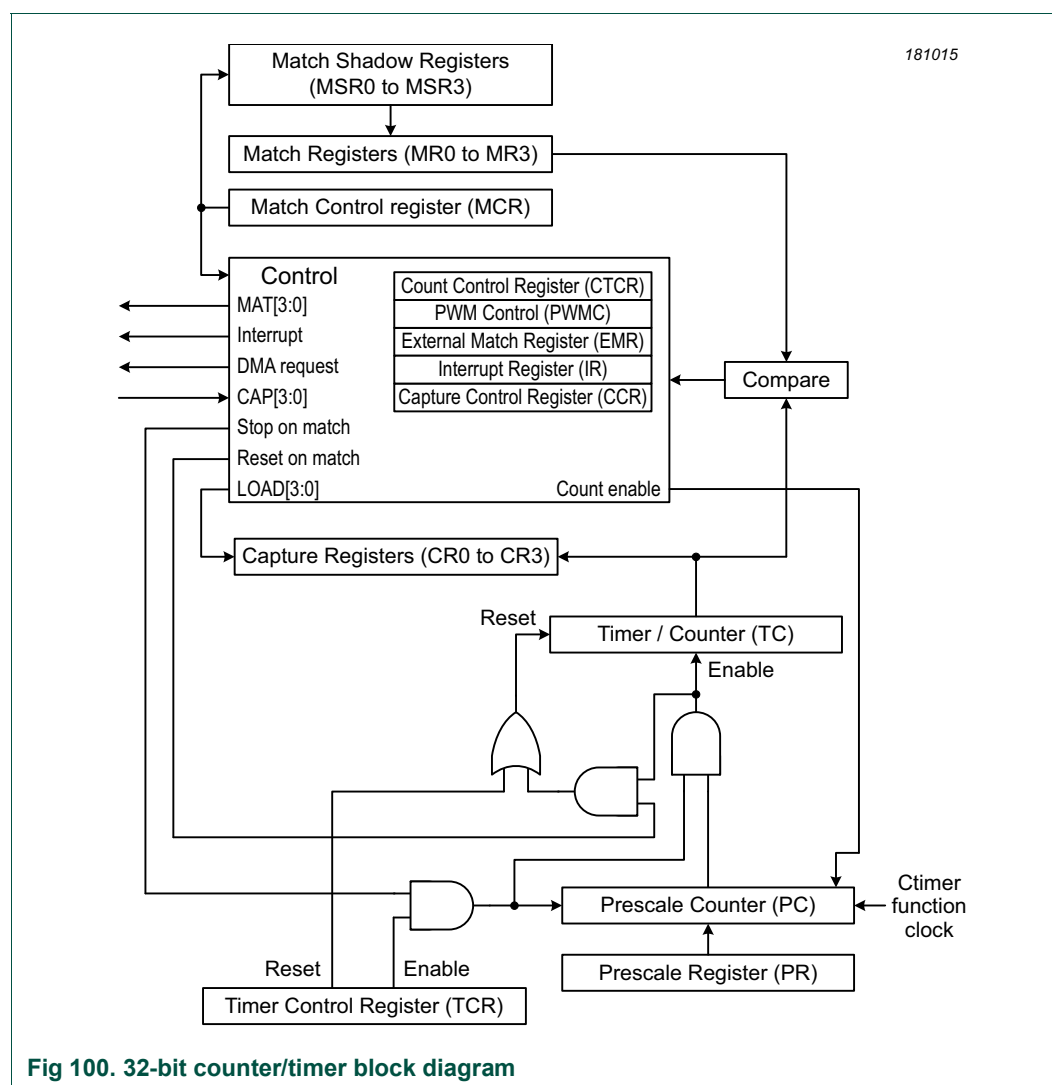 181015
Match Shadow Registers
(MSR0 to MSR3)
Match Registers (MR0 to MR3)
Match Control register (MCR)
Control
MAT[3:0]
Interrupt
DMA request
CAP[3:0]
Stop on match
Reset on match
LOAD[3:0]
Count Control Register (CTCR)
PWM Control (PWMC)
External Match Register (EMR)
Interrupt Register (IR)
Capture Control Register (CCR)
Count enable
Compare
Capture Registers (CR0 to CR3)
Reset
Timer / Counter (TC)
Enable
Prescale Counter (PC)
Ctimer
function
clock
Prescale Register (PR)
Reset
Enable
Timer Control Register (TCR)
Fig 100. 32-bit counter/timer block diagram